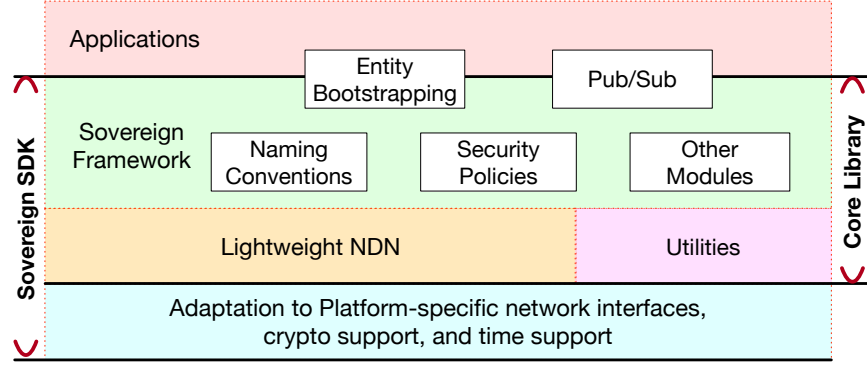 Applications
Entity
Bootstrapping
Pub/Sub
Sovereign SDK
Sovereign
Framework
Naming
Conventions
Security
Policies
Other
Modules
Core Library
Lightweight NDN
Utilities
Adaptation to Platform-specific network interfaces,
crypto support, and time support